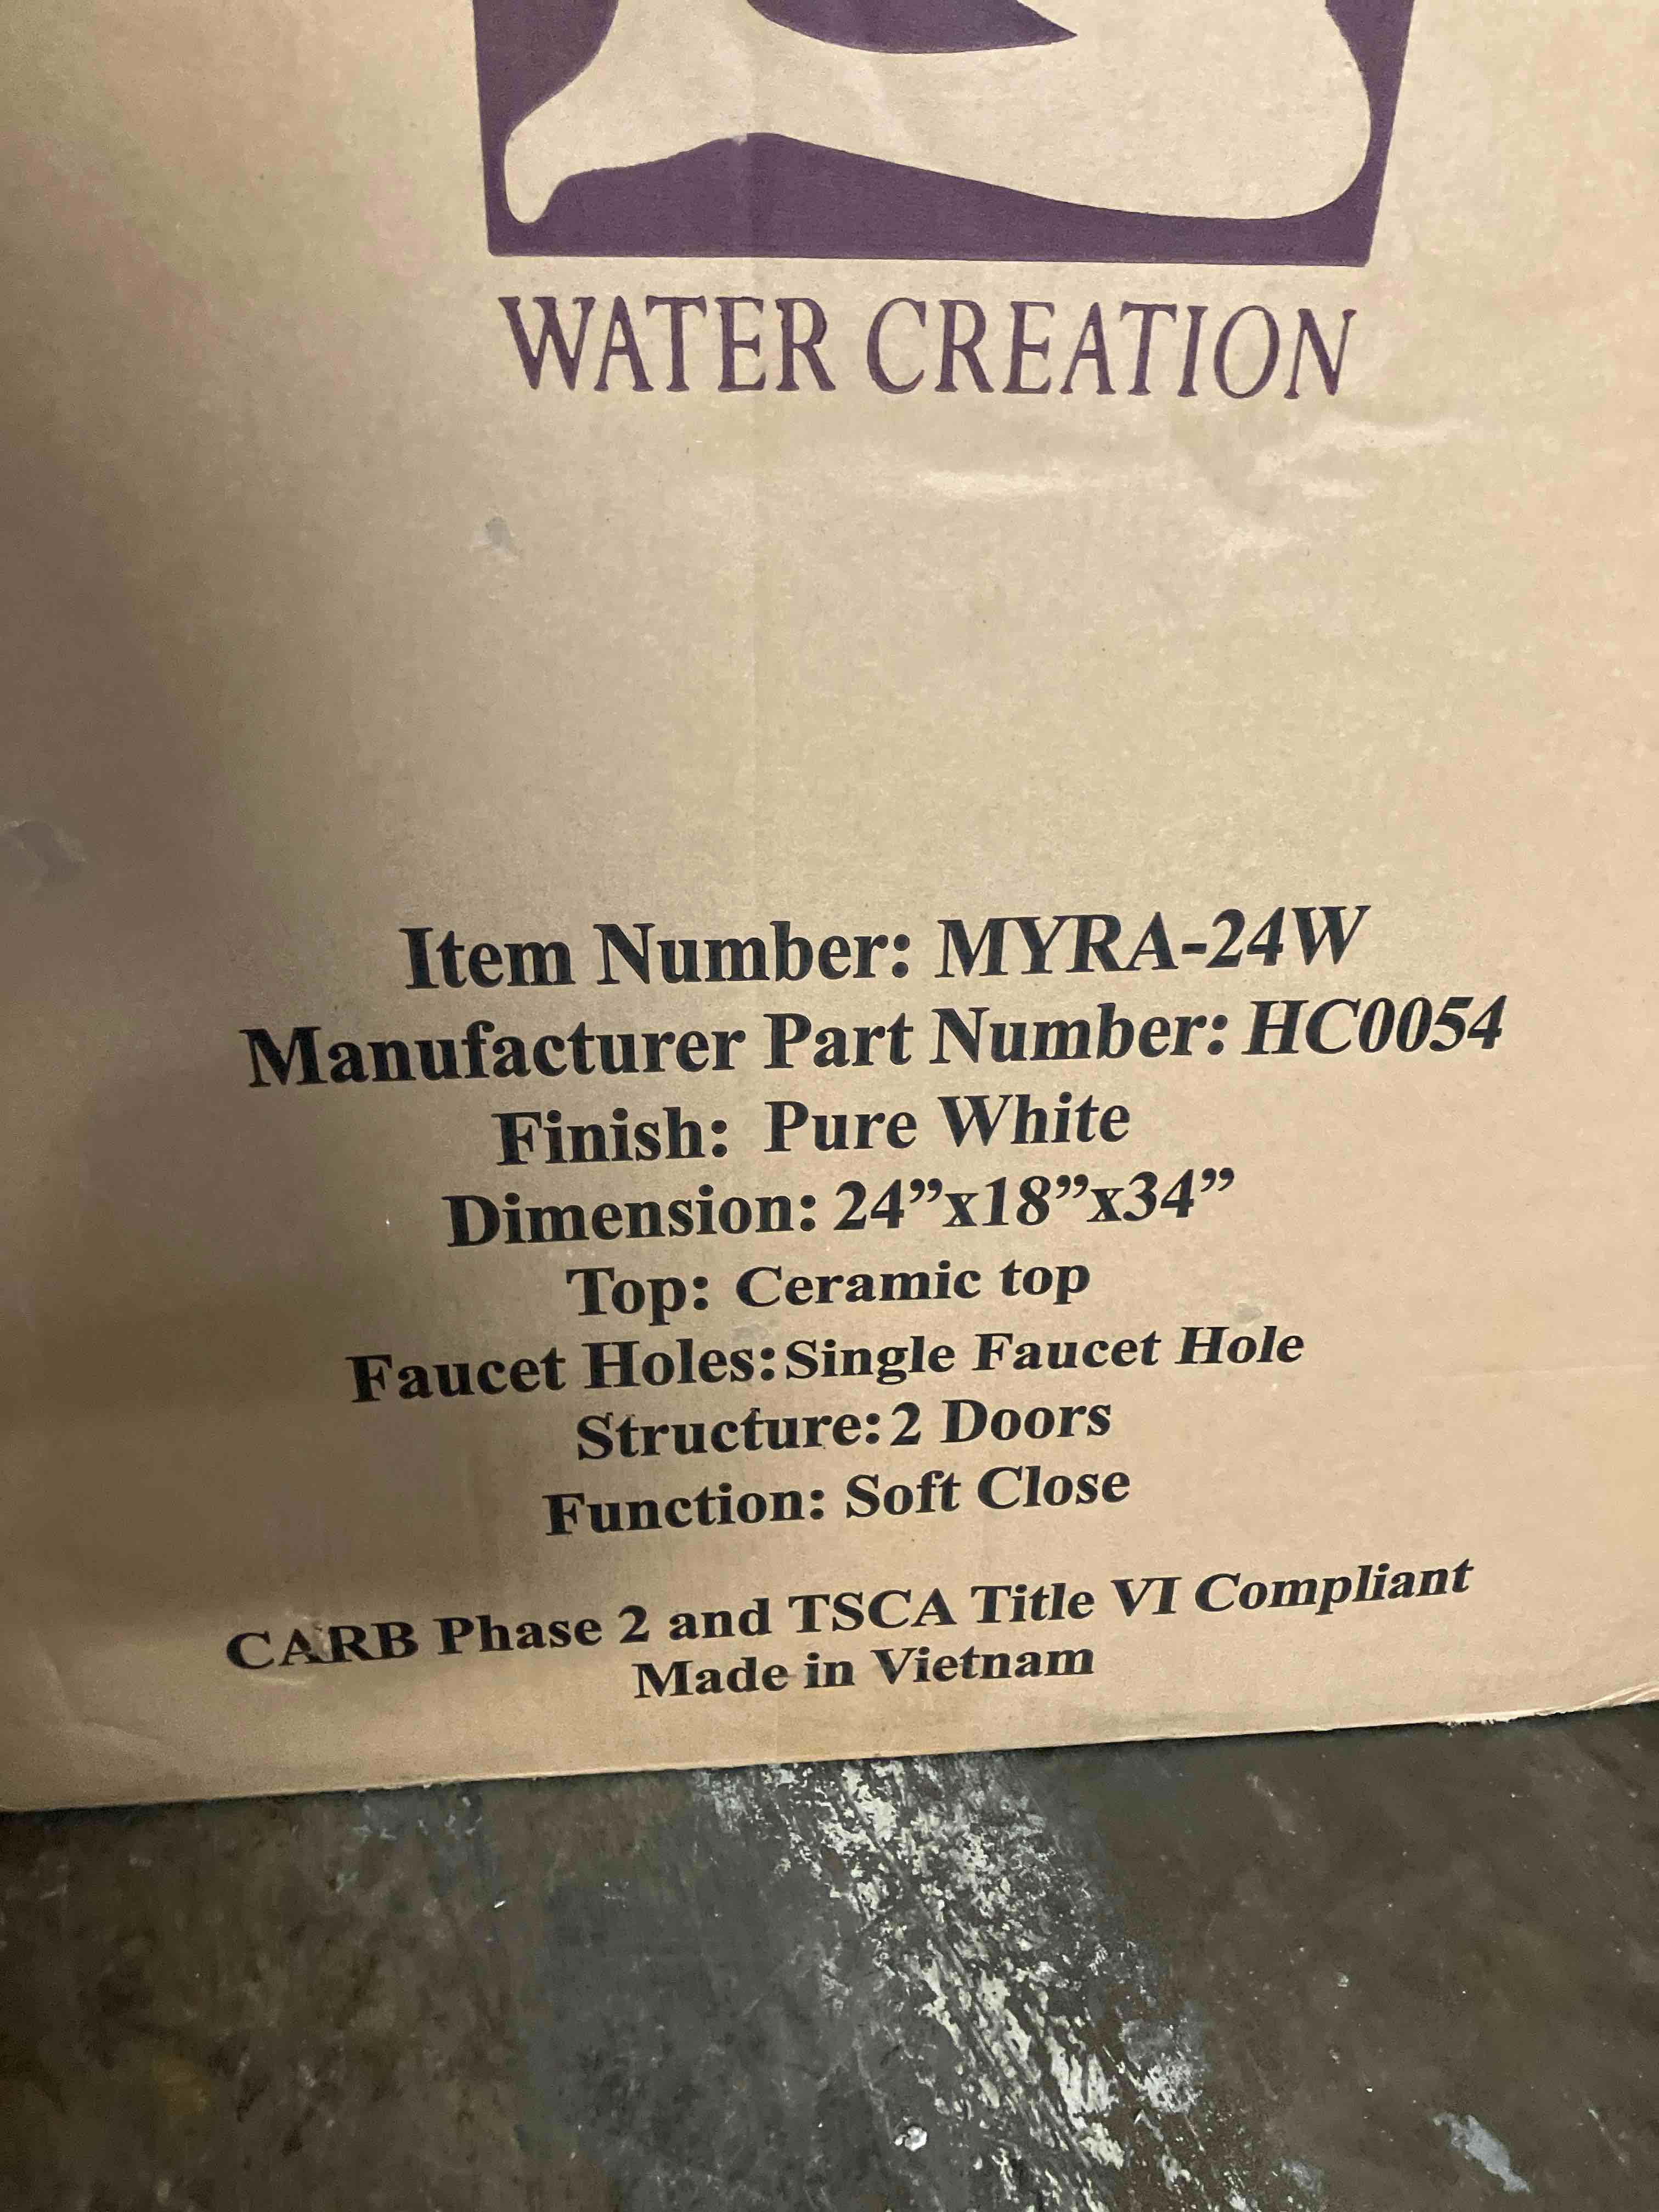 WATER CREATION
Item Number: MYRA-24W
Manufacturer Part Number: HC0054
Finish: Pure White
Dimension: 24”x18”x34”
Top: Ceramic top
Faucet Holes: Single Faucet Hole
Structure: 2 Doors
Function: Soft Close
CARB Phase 2 and TSCA Title VI Compliant
Made in Vietnam